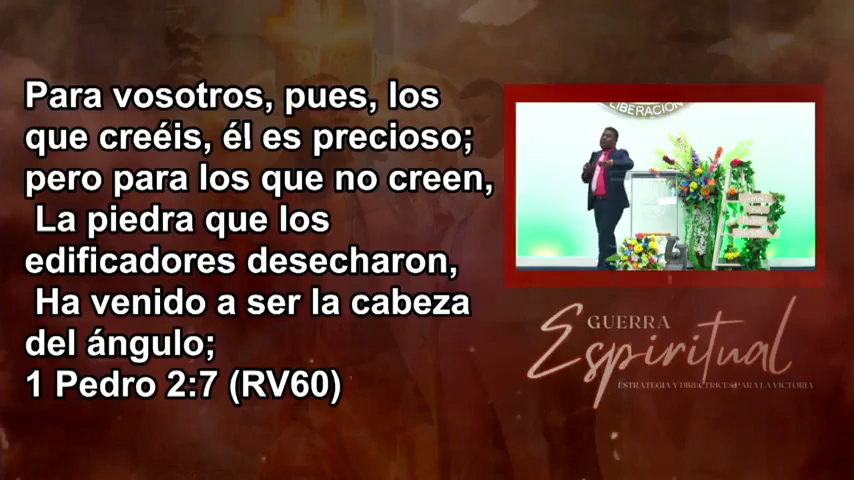 Para vosotros, pues, los
que creéis, él es precioso;
pero para los que no creen,
La piedra que los
edificadores desecharon,
Ha venido a ser la cabeza
del ángulo;
1 Pedro 2:7 (RV60)
LIBERACIÓN
GUERRA
Espiritual
ESTRATEGIA Y DIRECTRICES PARA LA VICTORIA